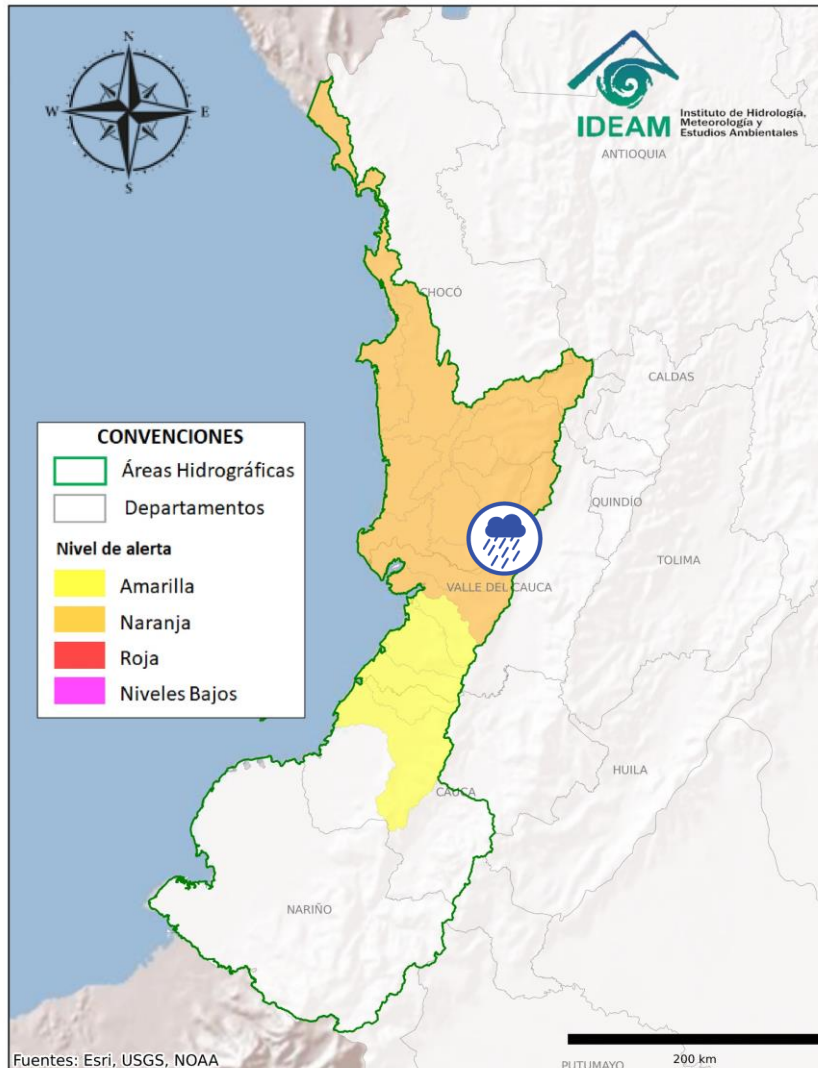 N
W
E
S
IDEAM
Instituto de Hidrología,
Meteorología y
Estudios Ambientales
ANTIOQUIA
CHOCÓ
CALDAS
CONVENCIONES
Áreas Hidrográficas
Departamentos
Nivel de alerta
Amarilla
Naranja
Roja
Niveles Bajos
QUINDÍO
TOLIMA
VALLE DEL CAUCA
HUILA
CAUCA
NARIÑO
Fuentes: Esri, USGS, NOAA
PUTUMAYO
200 km